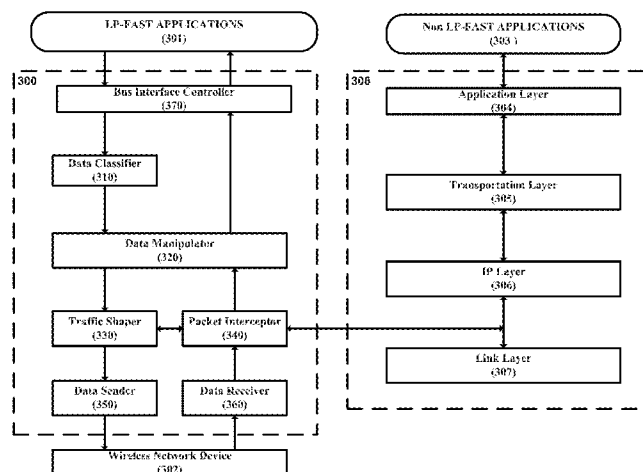 LP-FAST APPLICATIONS
(301)
Non LP-FAST APPLICATIONS
(303 )
300
Bus Interface Controller
(370)
Data Classifier
(310)
Data Manipulator
(320)
Traffic Shaper
(330)
Packet Interceptor
(340)
Data Sender
(350)
Data Receiver
(360)
Wireless Network Device
(302)
308
Application Layer
(304)
Transportation Layer
(305)
IP Layer
(306)
Link Layer
(307)